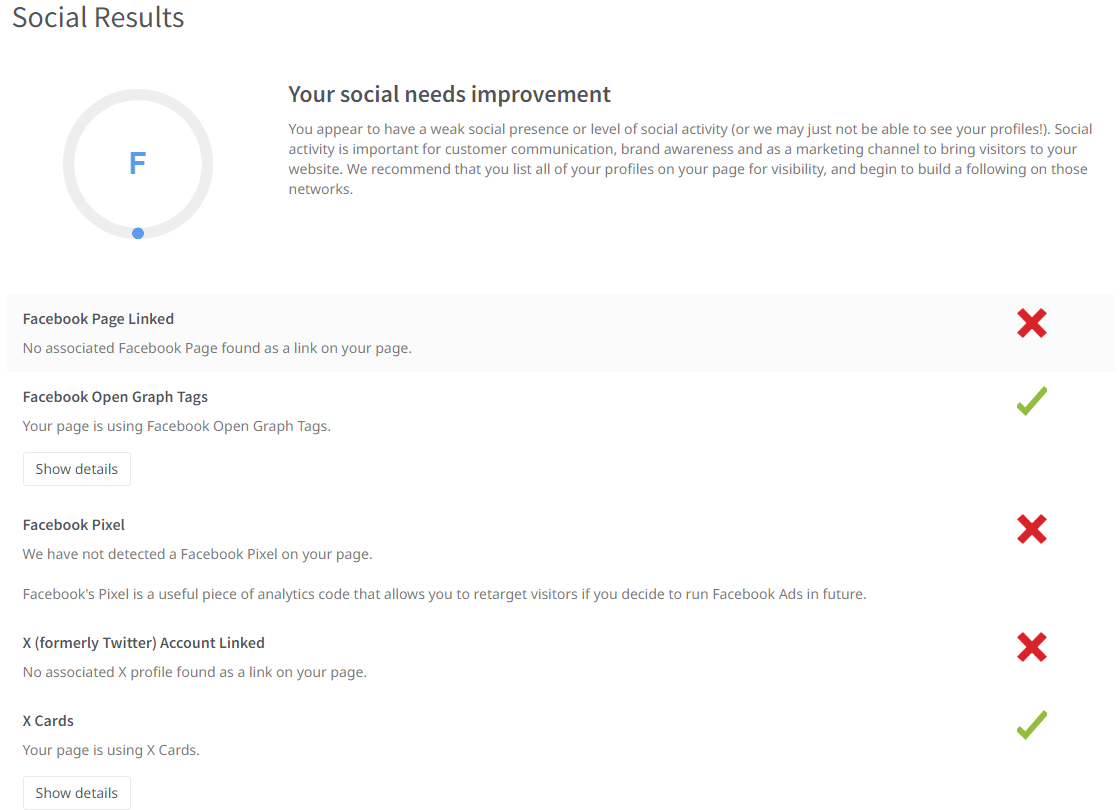 Social Results
F
Your social needs improvement
You appear to have a weak social presence or level of social activity (or we may just not be able to see your profiles!). Social
activity is important for customer communication, brand awareness and as a marketing channel to bring visitors to your
website. We recommend that you list all of your profiles on your page for visibility, and begin to build a following on those
networks.
Facebook Page Linked
No associated Facebook Page found as a link on your page.
Facebook Open Graph Tags
Your page is using Facebook Open Graph Tags.
Show details
Facebook Pixel
We have not detected a Facebook Pixel on your page.
Facebook's Pixel is a useful piece of analytics code that allows you to retarget visitors if you decide to run Facebook Ads in future.
X (formerly Twitter) Account Linked
No associated X profile found as a link on your page.
X Cards
Your page is using X Cards.
Show details